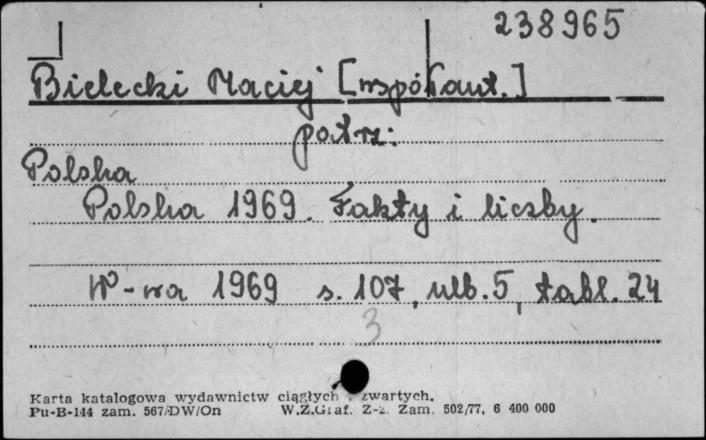 238965
Bielecki Maciej [współaut.]
patrz:
Polska
Polska 1969. Fakty i liczby.
W-wa 1969 s. 107, nlb. 5, tabl. 24
3
Karta katalogowa wydawnictw ciągłych i zwartych.
Pu-B-144 zam. 567/DW/On W.Z.Graf. Z-2. Zam. 502/77. 6 400 000